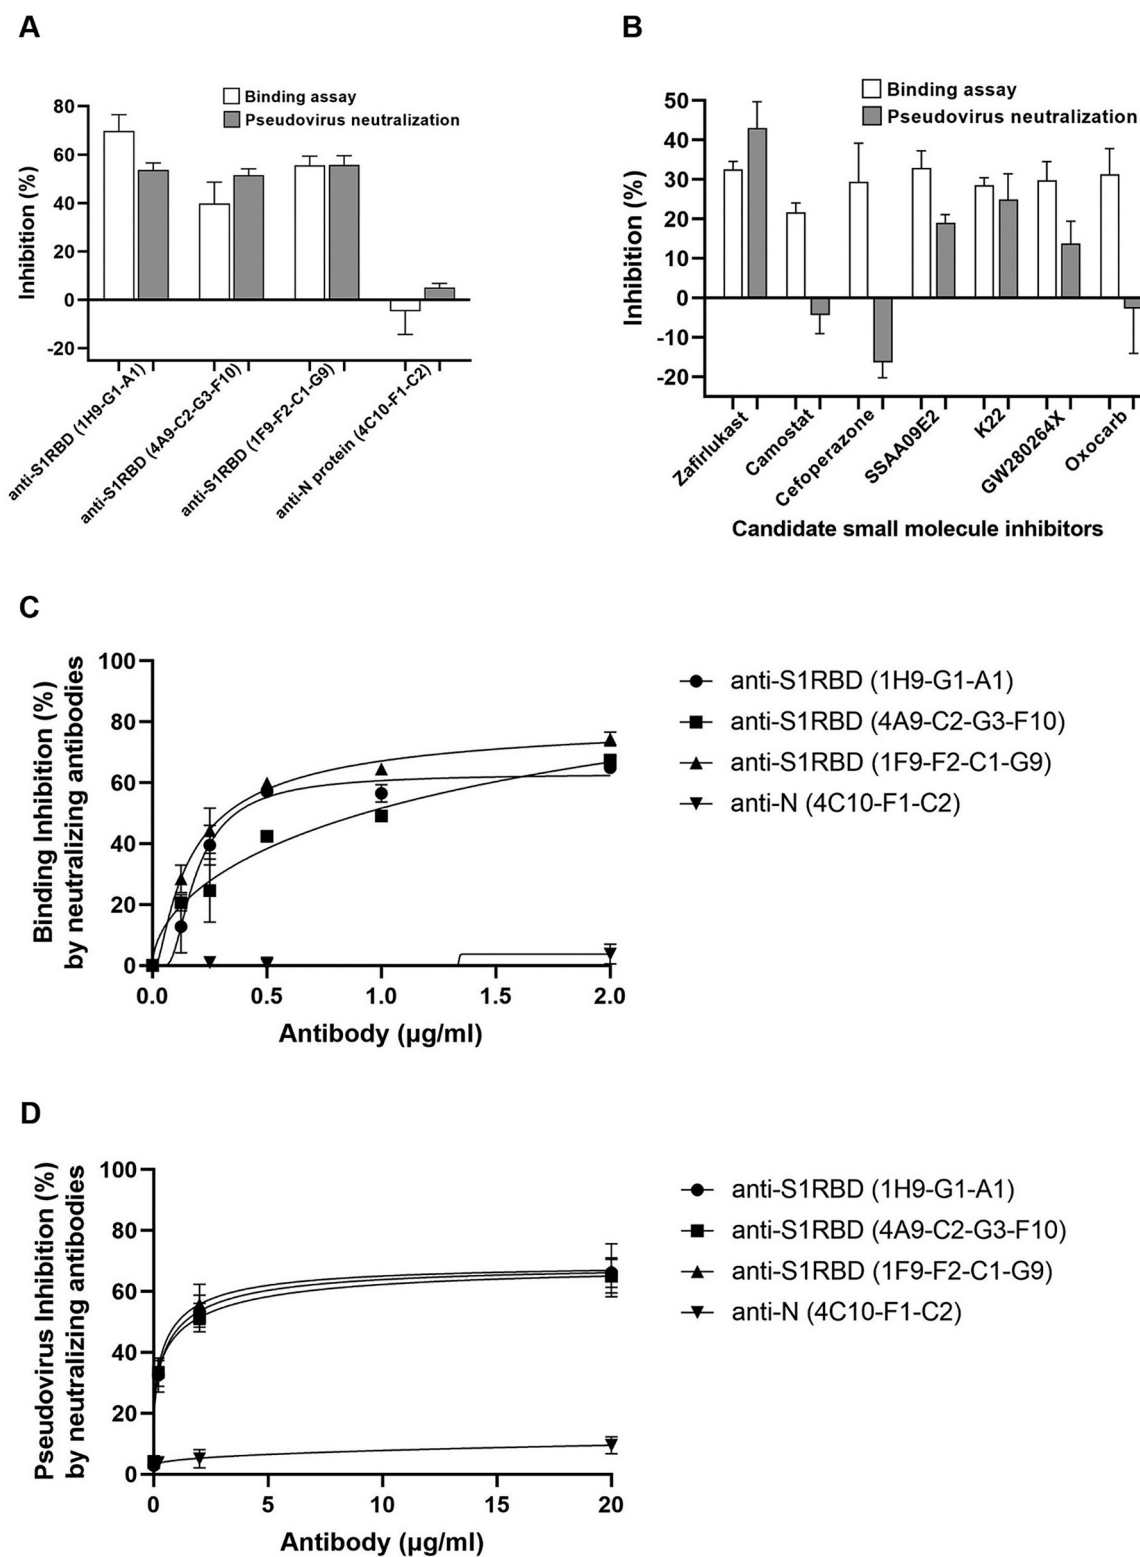 A
Binding assay
Pseudovirus neutralization
Inhibition (%)
80
60
40
20
0
-20
anti-S1RBD (1H9-G1-A1)
anti-S1RBD (4A9-C2-G3-F10)
anti-S1RBD (1F9-F2-C1-G9)
anti-N protein (4C10-F1-C2)
B
Binding assay
Pseudovirus neutralization
Inhibition (%)
50
40
30
20
10
0
-10
-20
Zafirlukast
Camostat
Cefoperazone
SSAA09E2
K22
GW280264X
Oxocarb
Candidate small molecule inhibitors
C
Binding Inhibition (%)
by neutralizing antibodies
100
80
60
40
20
0
0.0 0.5 1.0 1.5 2.0
Antibody (µg/ml)
anti-S1RBD (1H9-G1-A1)
anti-S1RBD (4A9-C2-G3-F10)
anti-S1RBD (1F9-F2-C1-G9)
anti-N (4C10-F1-C2)
D
Pseudovirus Inhibition (%)
by neutralizing antibodies
100
80
60
40
20
0
0 5 10 15 20
Antibody (µg/ml)
anti-S1RBD (1H9-G1-A1)
anti-S1RBD (4A9-C2-G3-F10)
anti-S1RBD (1F9-F2-C1-G9)
anti-N (4C10-F1-C2)